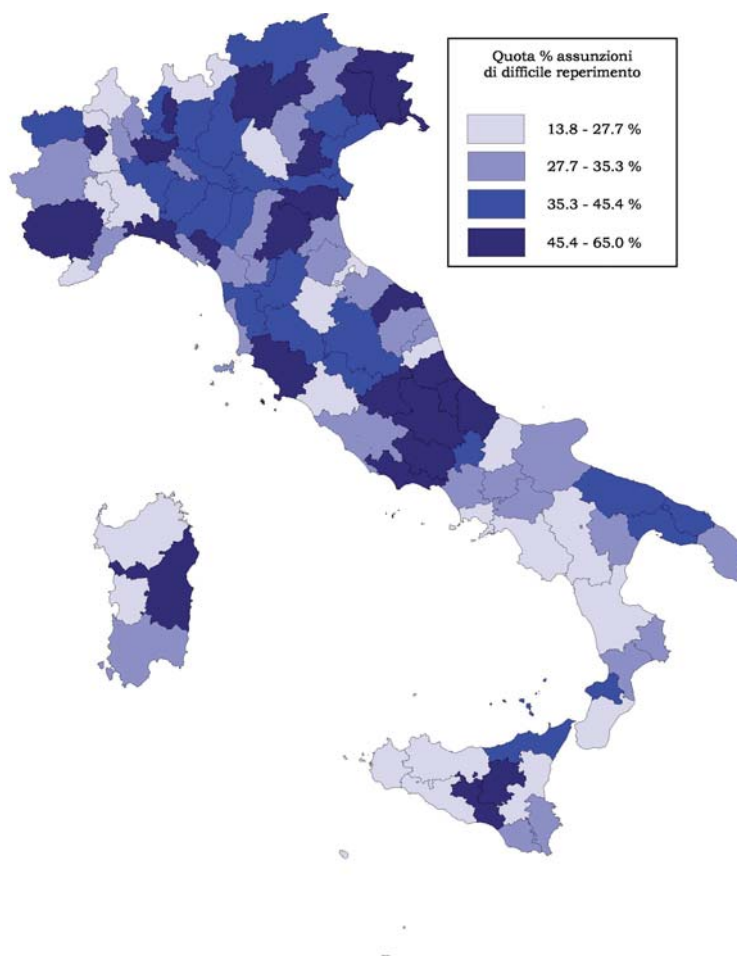 Quota % assunzioni
di difficile reperimento
13.8 - 27.7 %
27.7 - 35.3 %
35.3 - 45.4 %
45.4 - 65.0 %